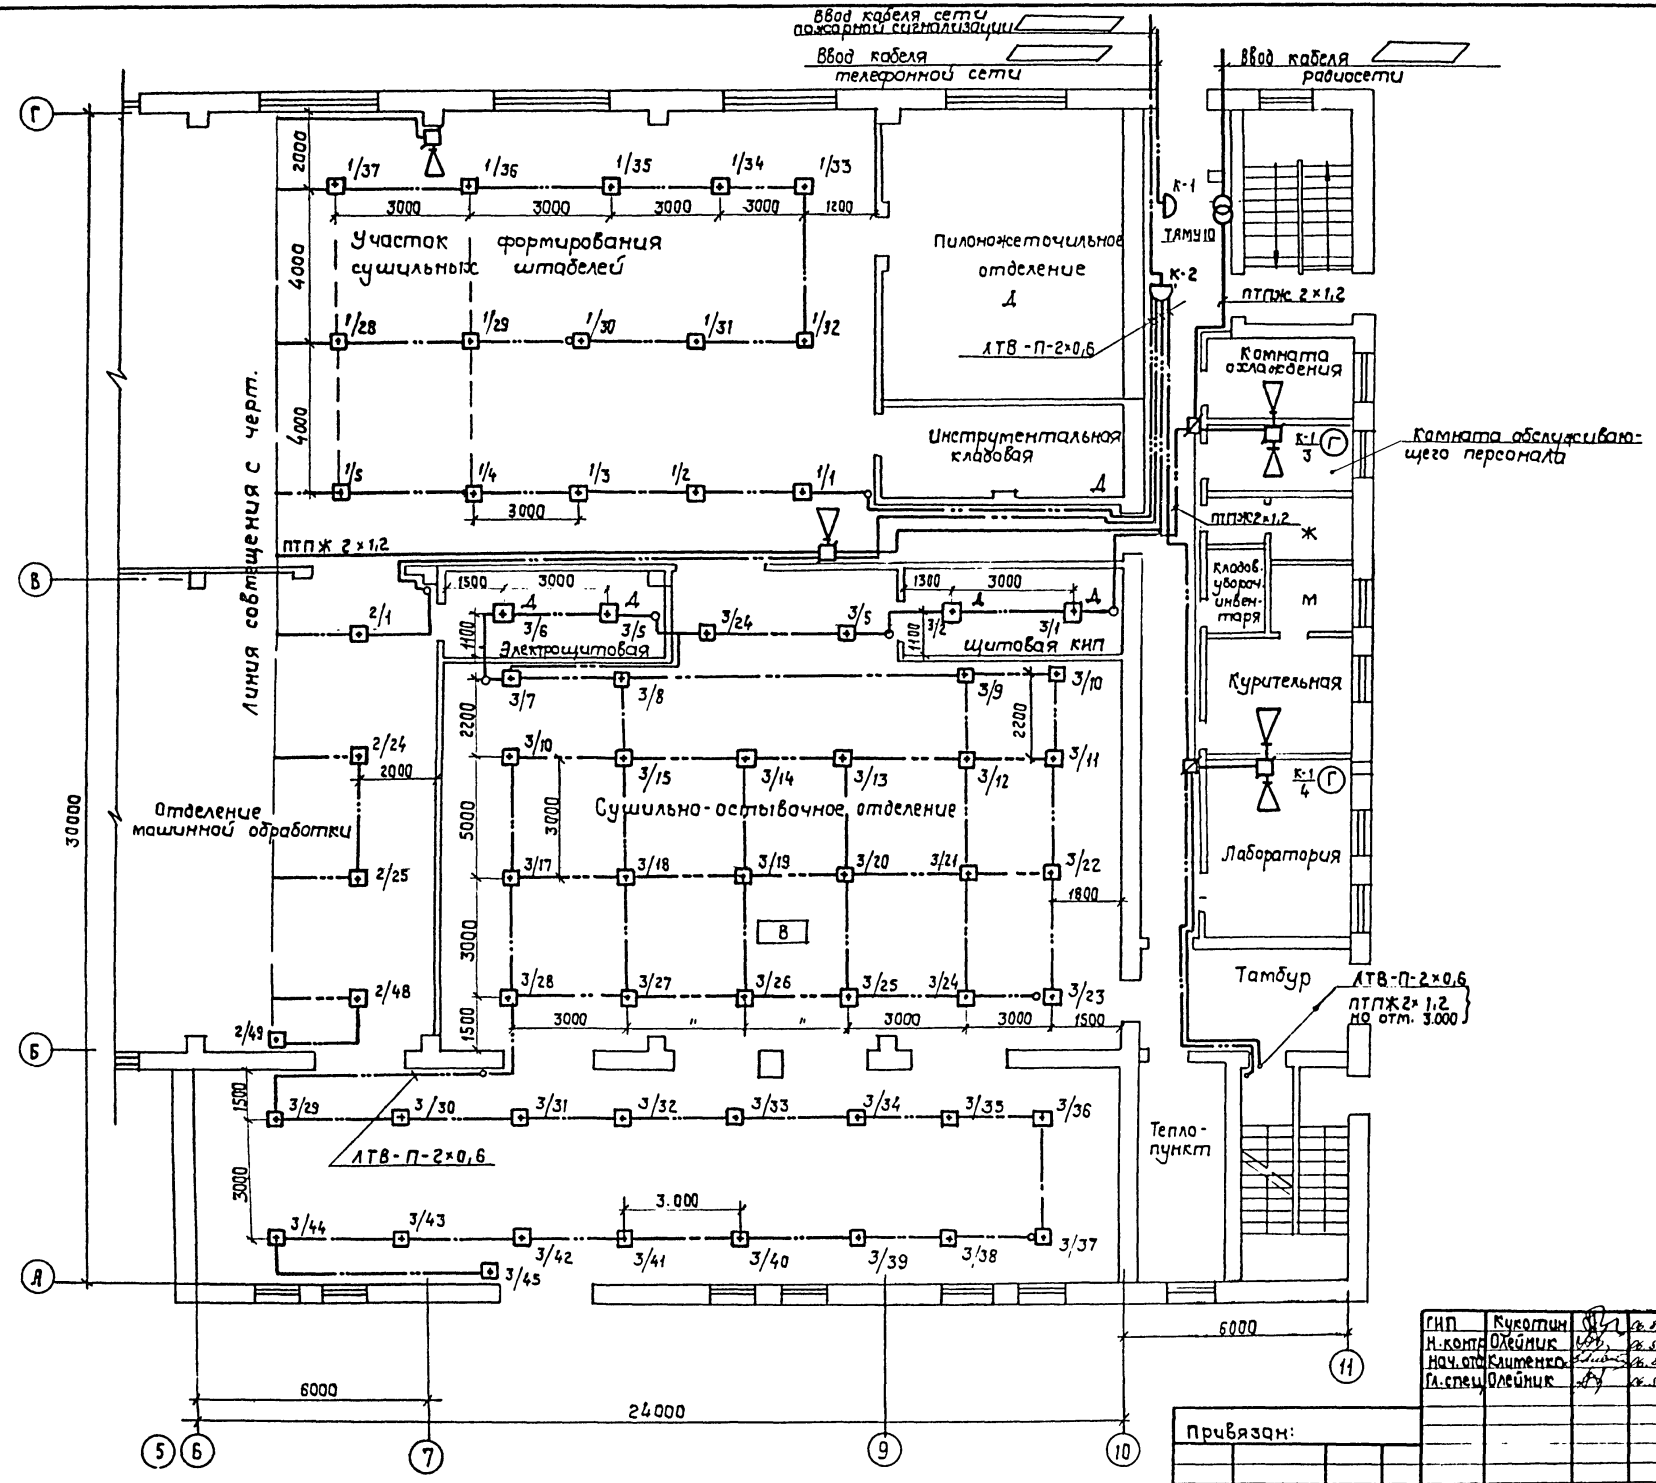 Ввод кабеля сети
пожарной сигнализации
Ввод кабеля
телефонной сети
Ввод кабеля
радиосети
Г
2000
1/37
1/36
1/35
1/34
1/33
3000
3000
3000
3000
1200
К-1
ТАМУ10
Участок формирования
сушильных штабелей
Пилоножеточильное
отделение
Д
К-2
ПТПЖ 2×1,2
4000
1/28
1/29
1/30
1/31
1/32
ЛТВ-П-2×0,6
Комната
охлаждения
Линия совмещения с черт.
4000
Инструментальная
кладовая
К-1
3
Г
Комната обслуживаю-
щего персонала
1/5
1/4
1/3
1/2
1/1
Д
3000
ПТПЖ 2×1,2
ПТПЖ2×1,2
Ж
В
1500
3000
1300
3000
Кладов.
убороч.
инвен-
таря
М
2/1
Д
Д
Д
Д
1100
3/6
3/5
3/24
3/5
3/2
3/1
1100
Электрощитовая
Щитовая КИП
3/7
3/8
3/9
3/10
Курительная
2200
2200
2/24
3/10
3/15
3/14
3/13
3/12
3/11
2000
К-1
4
Г
30000
Отделение
машинной обработки
5000
3000
Сушильно-остывочное отделение
Лаборатория
2/25
3/17
3/18
3/19
3/20
3/21
3/22
1800
В
3000
2/48
3/28
3/27
3/26
3/25
3/24
3/23
Тамбур
ЛТВ-П-2×0,6
ПТПЖ2×1,2
на отм. 3.000
2/49
1500
3000
"
"
3000
3000
1500
Б
1500
3/29
3/30
3/31
3/32
3/33
3/34
3/35
3/36
Тепло-
пункт
ЛТВ-П-2×0,6
3000
3.000
3/44
3/43
3/42
3/41
3/40
3/39
3/38
3/37
3/45
А
6000
11
6000
24000
5
6
7
9
10
ГИП Кукотин
Н.контр Олейник
Нач.отд Клименко
Гл.спец Олейник
Привязан: